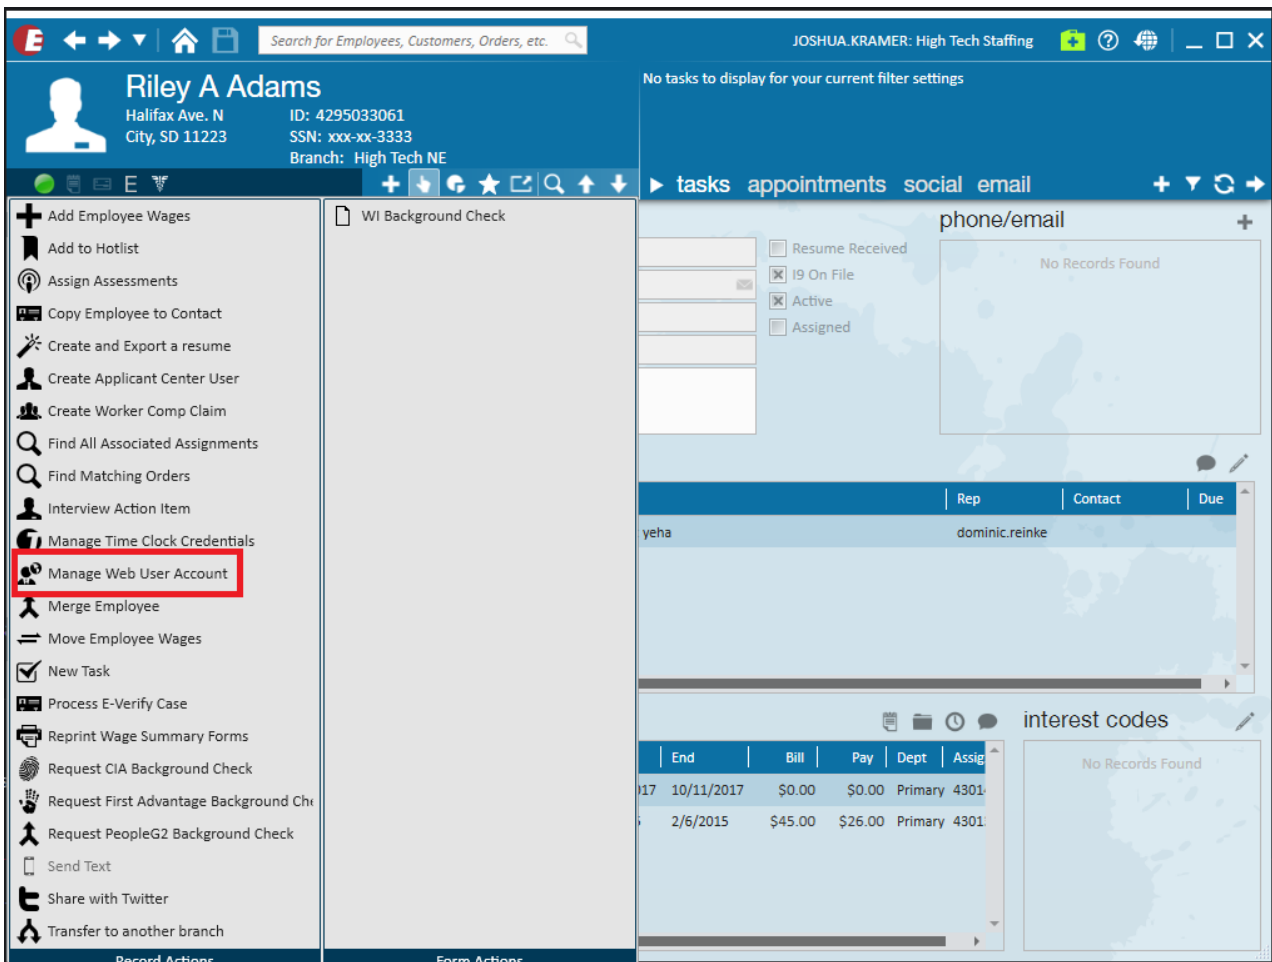 Search for Employees, Customers, Orders, etc.
JOSHUA.KRAMER: High Tech Staffing
Riley A Adams
Halifax Ave. N
ID: 4295033061
City, SD 11223
SSN: xxx-xx-3333
Branch: High Tech NE
No tasks to display for your current filter settings
E
tasks appointments social email
Add Employee Wages
Add to Hotlist
Assign Assessments
Copy Employee to Contact
Create and Export a resume
Create Applicant Center User
Create Worker Comp Claim
Find All Associated Assignments
Find Matching Orders
Interview Action Item
Manage Time Clock Credentials
Manage Web User Account
Merge Employee
Move Employee Wages
New Task
Process E-Verify Case
Reprint Wage Summary Forms
Request CIA Background Check
Request First Advantage Background Che
Request PeopleG2 Background Check
Send Text
Share with Twitter
Transfer to another branch
Record Actions
WI Background Check
Form Actions
Resume Received
I9 On File
Active
Assigned
phone/email
No Records Found
Rep Contact Due
yeha dominic.reinke
End Bill Pay Dept Assig
17 10/11/2017 $0.00 $0.00 Primary 4301
2/6/2015 $45.00 $26.00 Primary 4301
interest codes
No Records Found